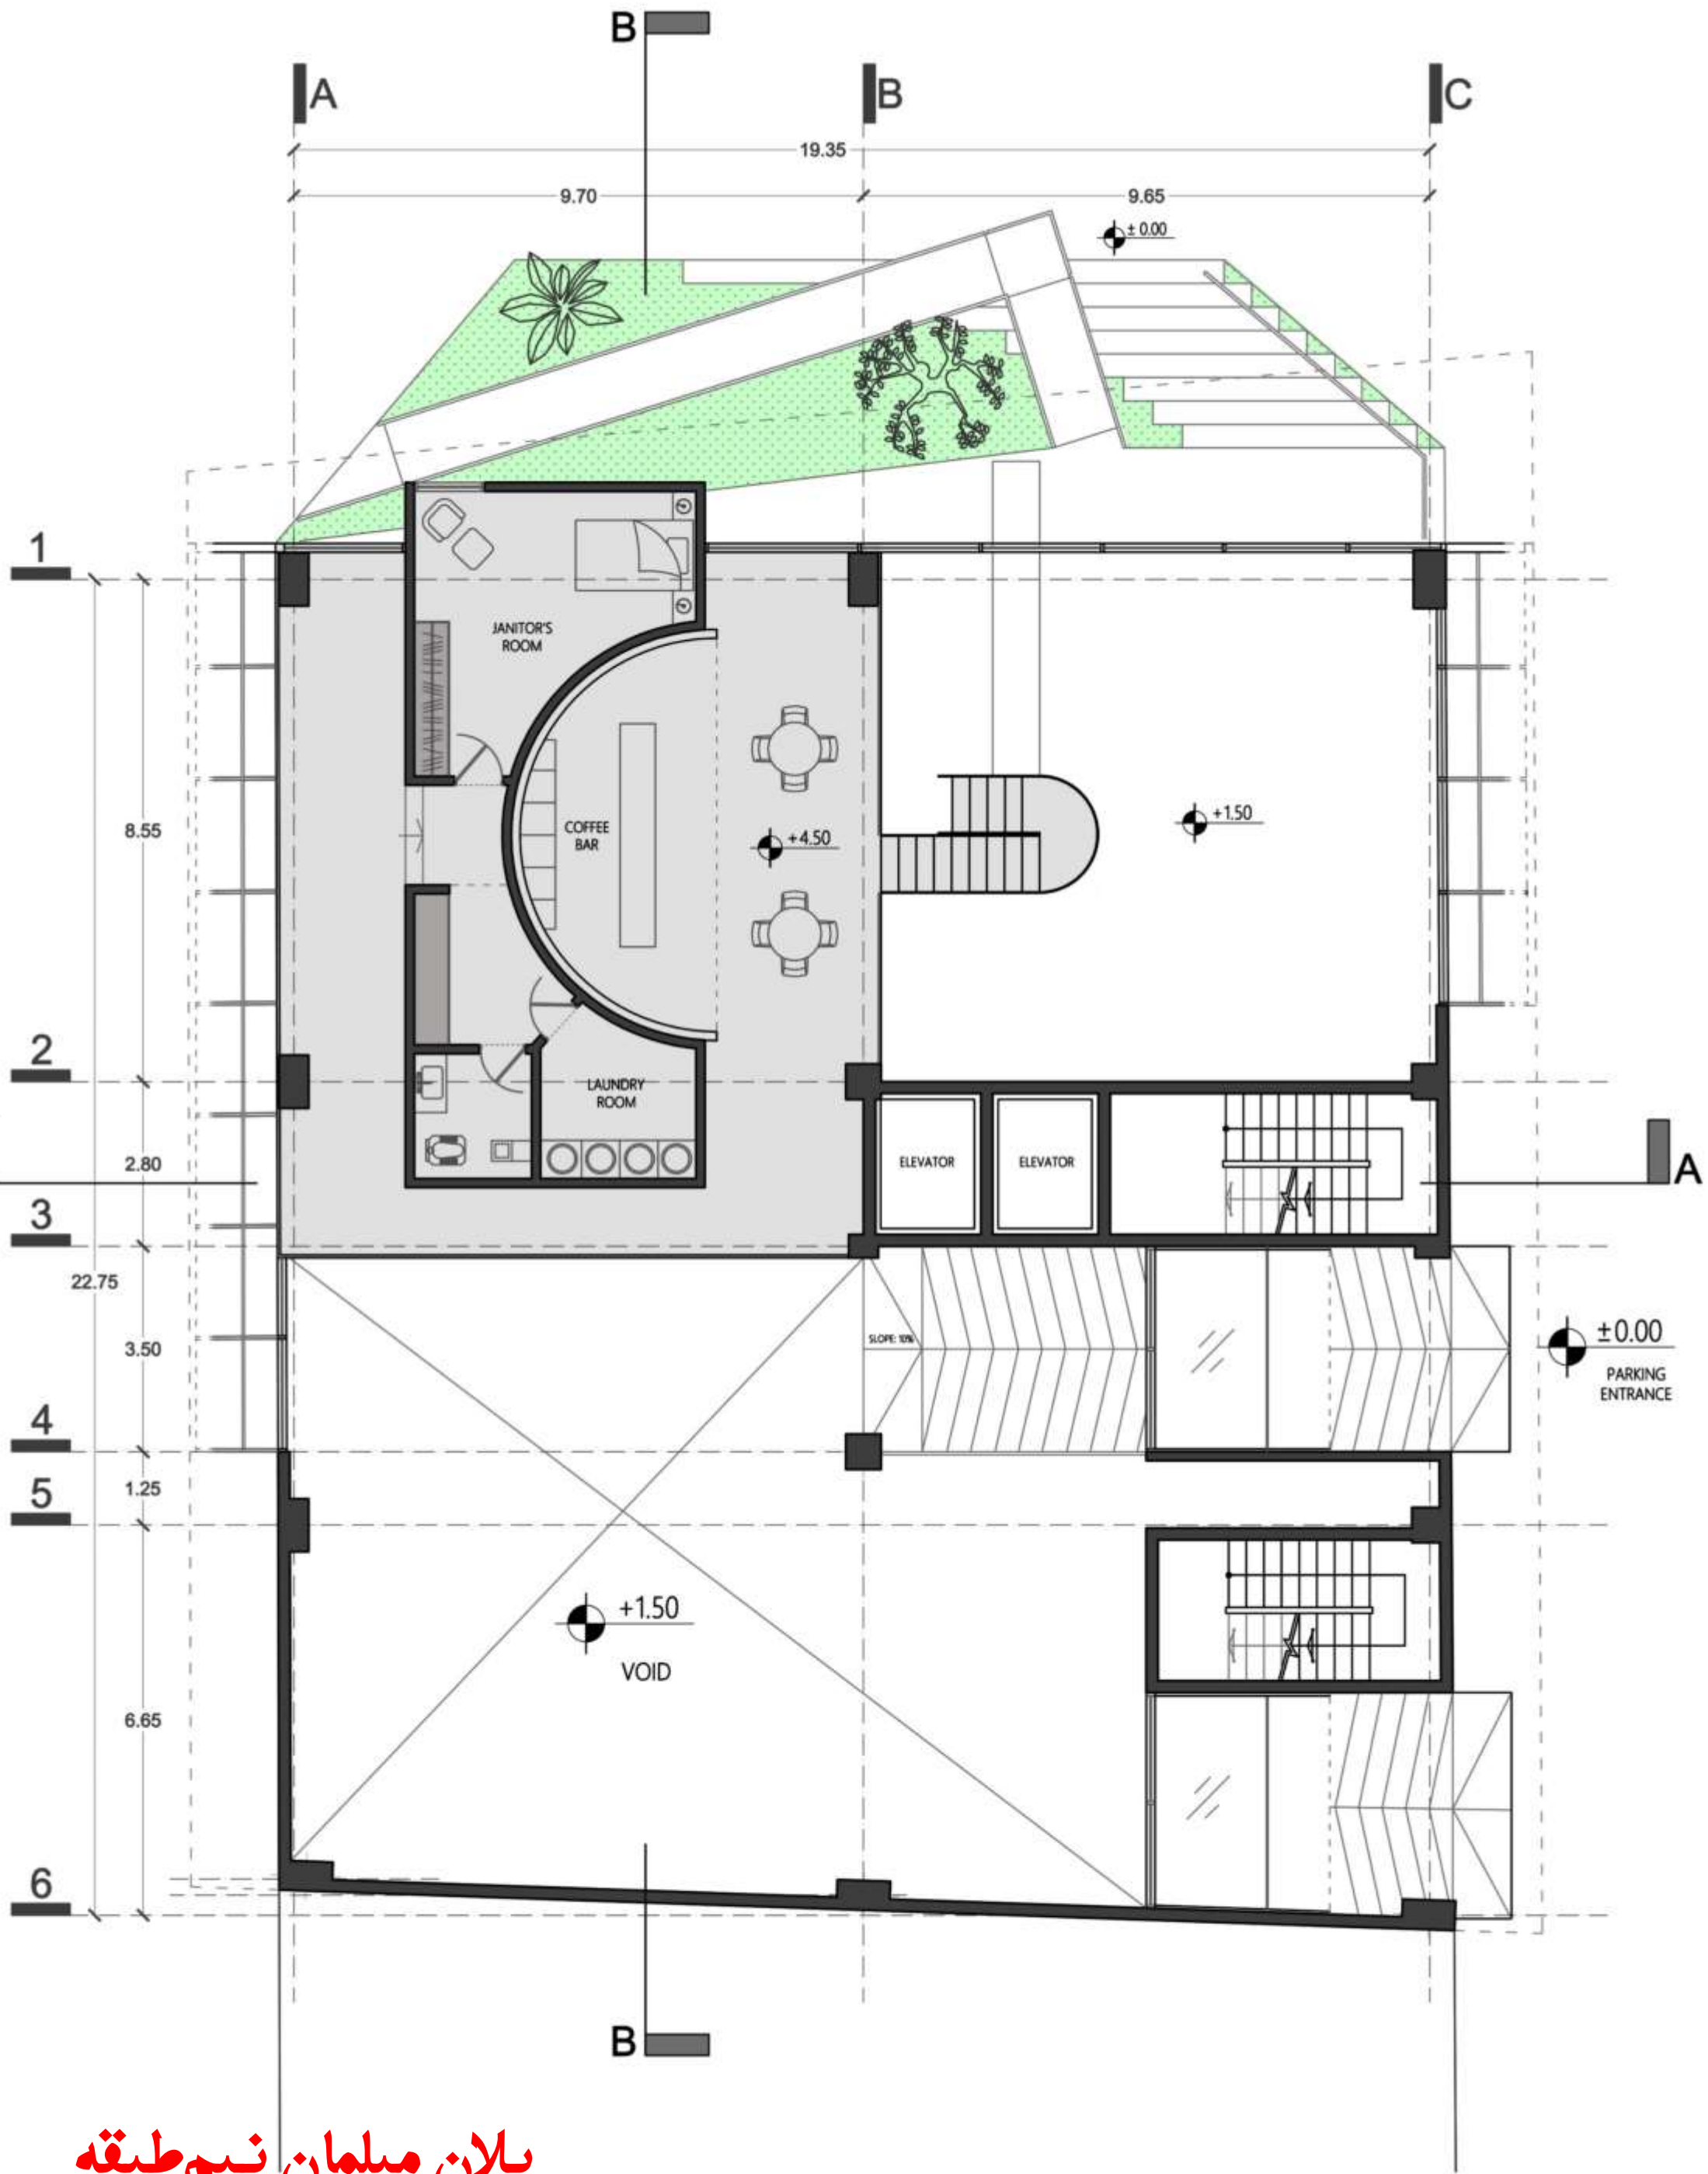 B
A B C
19.35
9.70 9.65
± 0.00
1
JANITOR'S
ROOM
8.55
COFFEE
BAR
+4.50
+1.50
2
LAUNDRY
ROOM
2.80
ELEVATOR ELEVATOR
A
3
22.75
3.50
SLOPE: 10%
±0.00
PARKING
ENTRANCE
4
1.25
5
+1.50
VOID
6.65
6
B
پلان مبلمان نیم‌طبقه